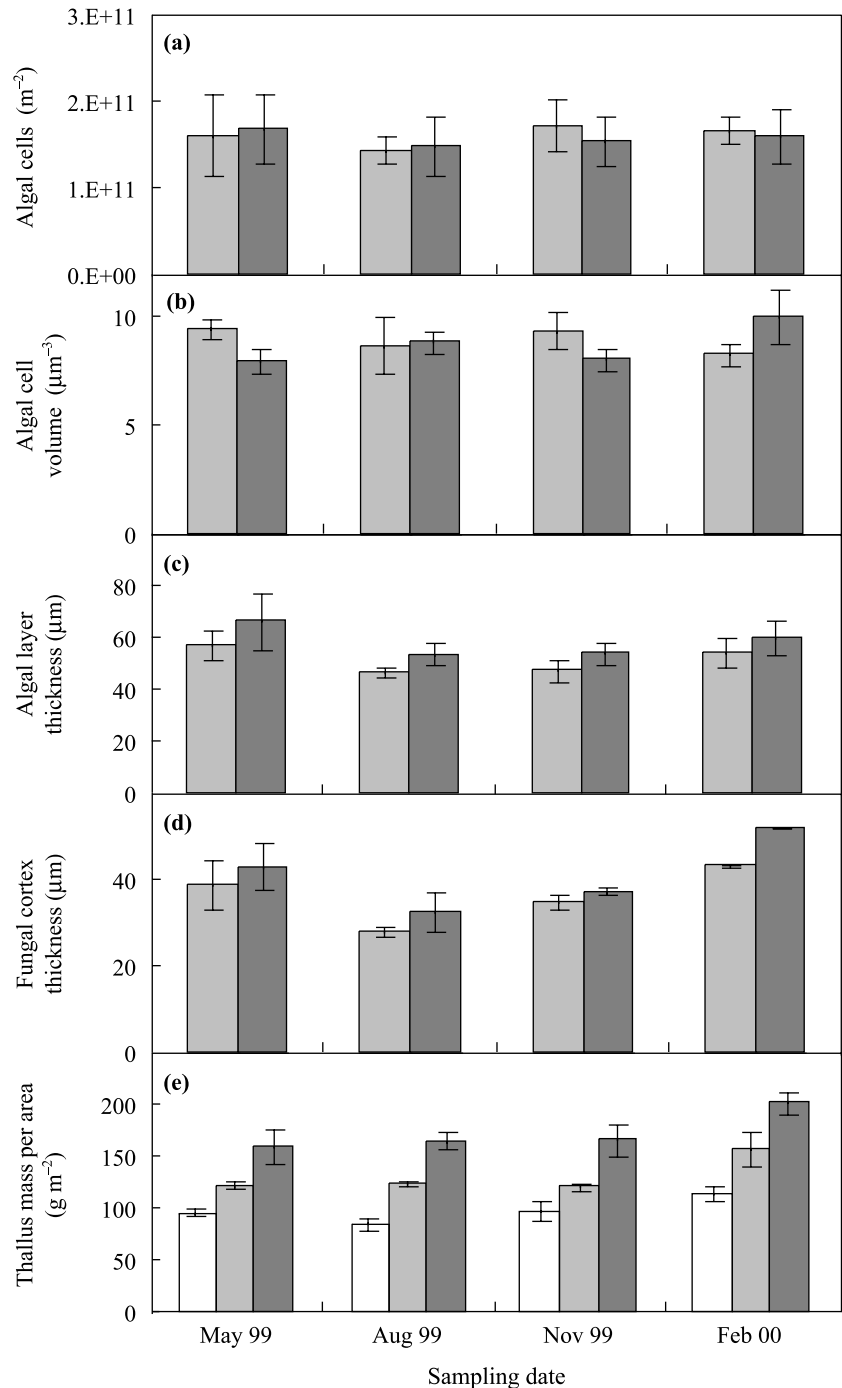 (a)
Algal cells (m⁻²)
3.E+11
2.E+11
1.E+11
0.E+00
(b)
Algal cell
volume (µm⁻³)
10
5
0
(c)
Algal layer
thickness (µm)
80
60
40
20
0
(d)
Fungal cortex
thickness (µm)
40
20
0
(e)
Thallus mass per area
(g m⁻²)
200
150
100
50
0
May 99
Aug 99
Nov 99
Feb 00
Sampling date